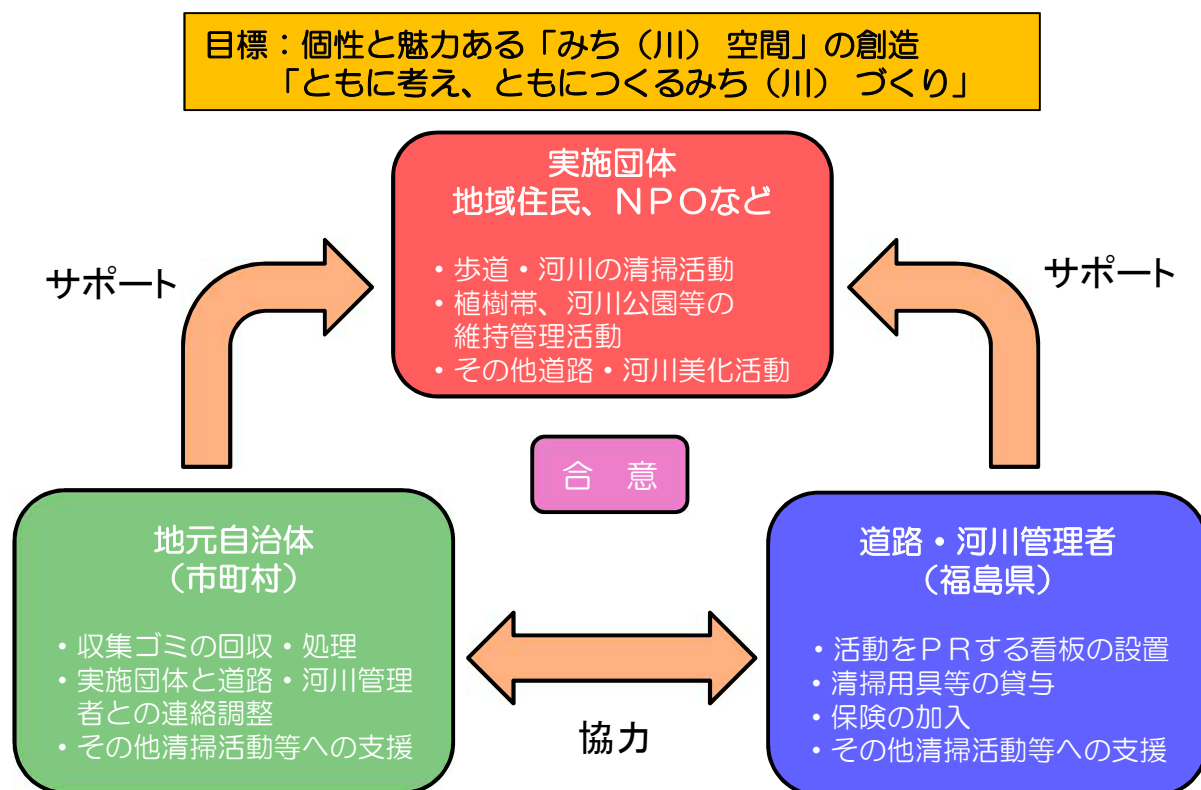 目標：個性と魅力ある「みち（川） 空間」の創造
「ともに考え、ともにつくるみち（川） づくり」
実施団体
地域住民、ＮＰＯなど
・歩道・河川の清掃活動
・植樹帯、河川公園等の
維持管理活動
・その他道路・河川美化活動
サポート
サポート
合　意
地元自治体
（市町村）
・収集ゴミの回収・処理
・実施団体と道路・河川管理
者との連絡調整
・その他清掃活動等への支援
道路・河川管理者
（福島県）
・活動をＰＲする看板の設置
・清掃用具等の貸与
・保険の加入
・その他清掃活動等への支援
協力